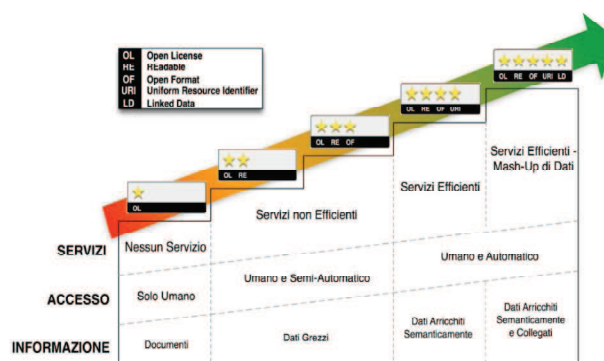 OL Open License
RE REadable
OF Open Format
URI Uniform Resource Identifier
LD Linked Data
OL RE OF URI LD
OL RE OF URI
OL RE OF
OL RE
OL
Servizi Efficienti -
Mash-Up di Dati
Servizi Efficienti
Servizi non Efficienti
SERVIZI Nessun Servizio
Umano e Automatico
Umano e Semi-Automatico
ACCESSO Solo Umano
Dati Arricchiti
Semanticamente
e Collegati
Dati Arricchiti
Semanticamente
Dati Grezzi
INFORMAZIONE Documenti